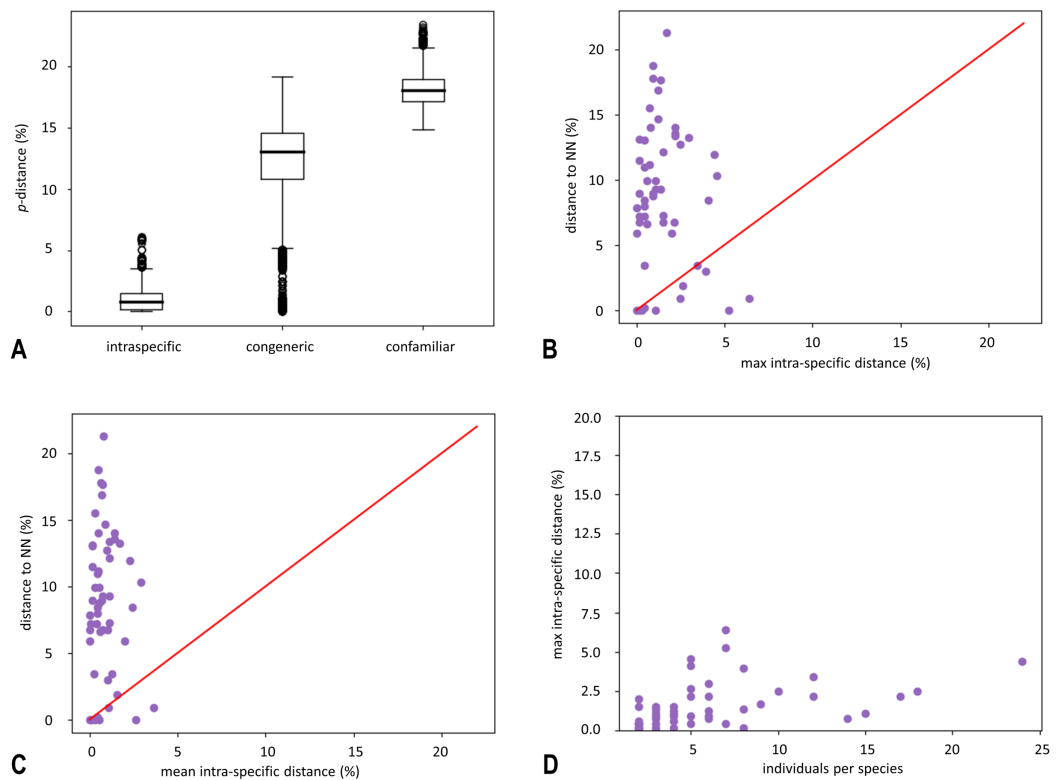 20
15
10
5
0
p-distance (%)
intraspecific
congeneric
confamiliar
A
20
15
10
5
0
distance to NN (%)
0
5
10
15
20
max intra-specific distance (%)
B
20
15
10
5
0
distance to NN (%)
0
5
10
15
20
mean intra-specific distance (%)
C
20.0
17.5
15.0
12.5
10.0
7.5
5.0
2.5
0.0
max intra-specific distance (%)
5
10
15
20
25
individuals per species
D